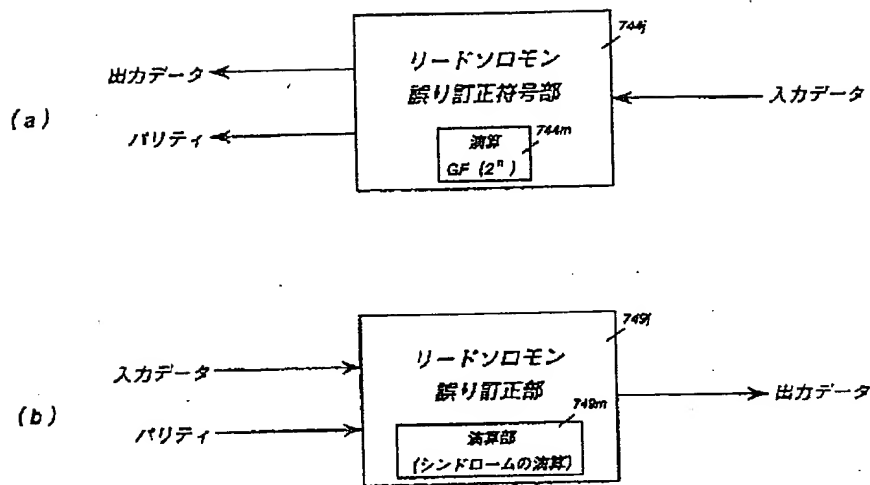 (a)
出力データ
パリティ
リードソロモン
誤り訂正符号部
744j
演算
GF (2ⁿ)
744m
入力データ
(b)
入力データ
パリティ
リードソロモン
誤り訂正部
749j
749m
演算部
(シンドロームの演算)
出力データ